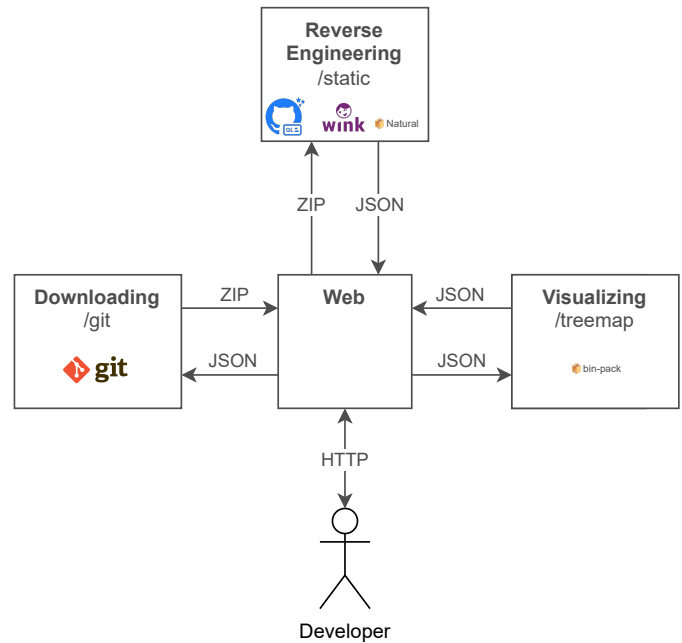 Reverse
Engineering
/static
QL
wink
Natural
ZIP
JSON
Downloading
/git
git
ZIP
JSON
Web
JSON
JSON
Visualizing
/treemap
bin-pack
HTTP
Developer